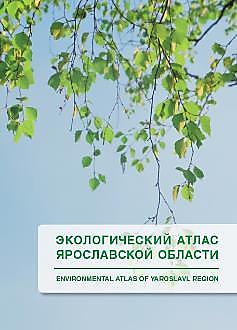 ЭКОЛОГИЧЕСКИЙ АТЛАС
ЯРОСЛАВСКОЙ ОБЛАСТИ
ENVIRONMENTAL ATLAS OF YAROSLAVL REGION